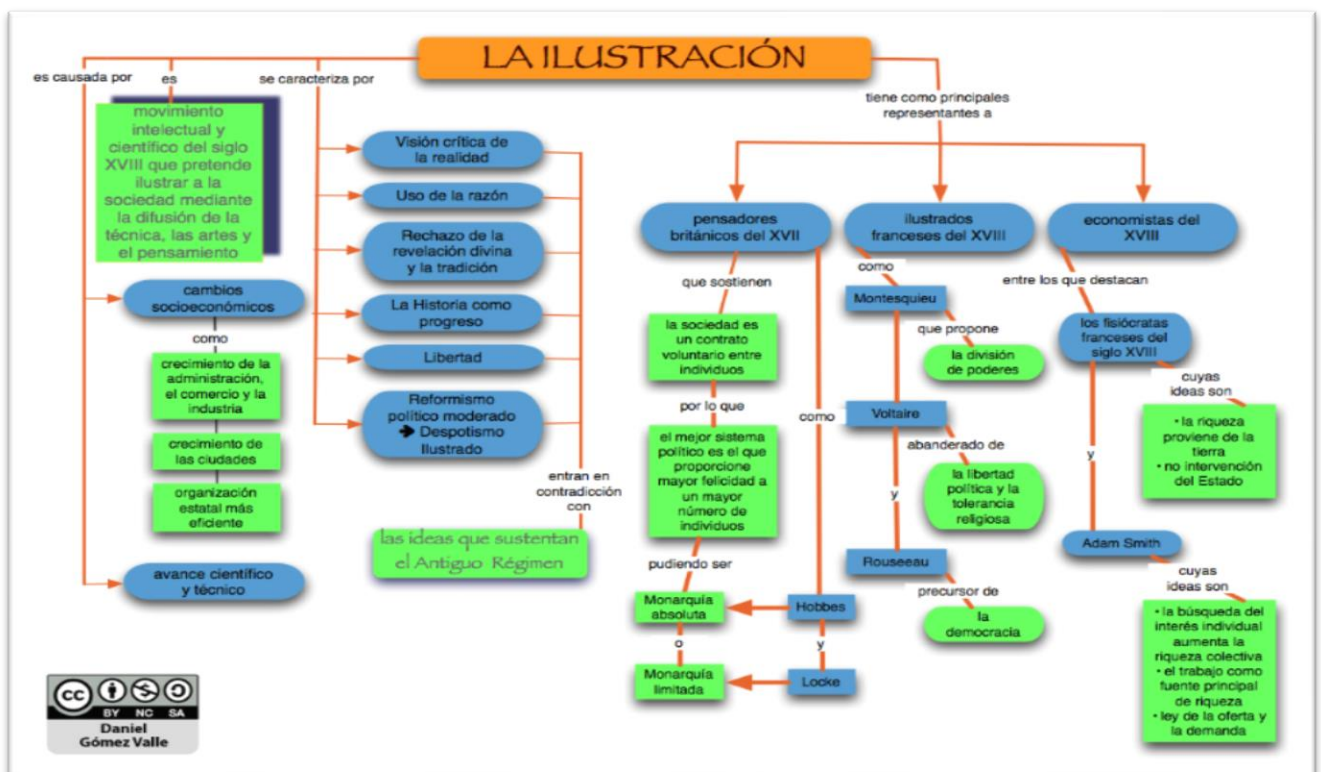 LA ILUSTRACIÓN
es causada por
es
movimiento
intelectual y
científico del siglo
XVIII que pretende
ilustrar a la
sociedad mediante
la difusión de la
técnica, las artes y
el pensamiento
cambios
socioeconómicos
como
crecimiento de la
administración,
el comercio y la
industria
crecimiento de
las ciudades
organización
estatal más
eficiente
avance científico
y técnico
se caracteriza por
Visión crítica de
la realidad
Uso de la razón
Rechazo de la
revelación divina
y la tradición
La Historia como
progreso
Libertad
Reformismo
político moderado
➔ Despotismo
Ilustrado
entran en
contradicción
con
las ideas que sustentan
el Antiguo Régimen
tiene como principales
representantes a
pensadores
británicos del XVII
que sostienen
la sociedad es
un contrato
voluntario entre
individuos
por lo que
el mejor sistema
político es el que
proporcione
mayor felicidad a
un mayor
número de
individuos
pudiendo ser
Monarquía
absoluta
o
Monarquía
limitada
como
Hobbes
y
Locke
ilustrados
franceses del XVIII
como
Montesquieu
que propone
la división
de poderes
Voltaire
abanderado de
la libertad
política y la
tolerancia
religiosa
y
Rouseeau
precursor de
la
democracia
economistas del
XVIII
entre los que destacan
los fisiócratas
franceses del
siglo XVIII
cuyas
ideas son
• la riqueza
proviene de la
tierra
• no intervención
del Estado
y
Adam Smith
cuyas
ideas son
• la búsqueda del
interés individual
aumenta la
riqueza colectiva
• el trabajo como
fuente principal
de riqueza
• ley de la oferta y
la demanda
cc
BY NC SA
Daniel
Gómez Valle